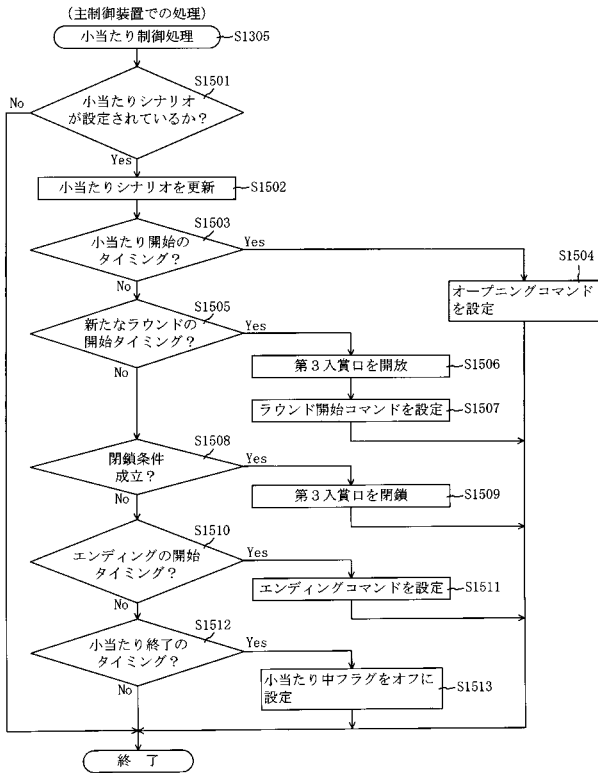 (主制御装置での処理)
小当たり制御処理
S1305
S1501
小当たりシナリオ
が設定されているか?
No
Yes
小当たりシナリオを更新
S1502
S1503
小当たり開始の
タイミング?
Yes
No
S1504
オープニングコマンド
を設定
S1505
新たなラウンドの
開始タイミング?
Yes
No
第3入賞口を開放
S1506
ラウンド開始コマンドを設定
S1507
S1508
閉鎖条件
成立?
Yes
No
第3入賞口を閉鎖
S1509
S1510
エンディングの開始
タイミング?
Yes
No
エンディングコマンドを設定
S1511
S1512
小当たり終了の
タイミング?
Yes
No
小当たり中フラグをオフに
設定
S1513
終 了